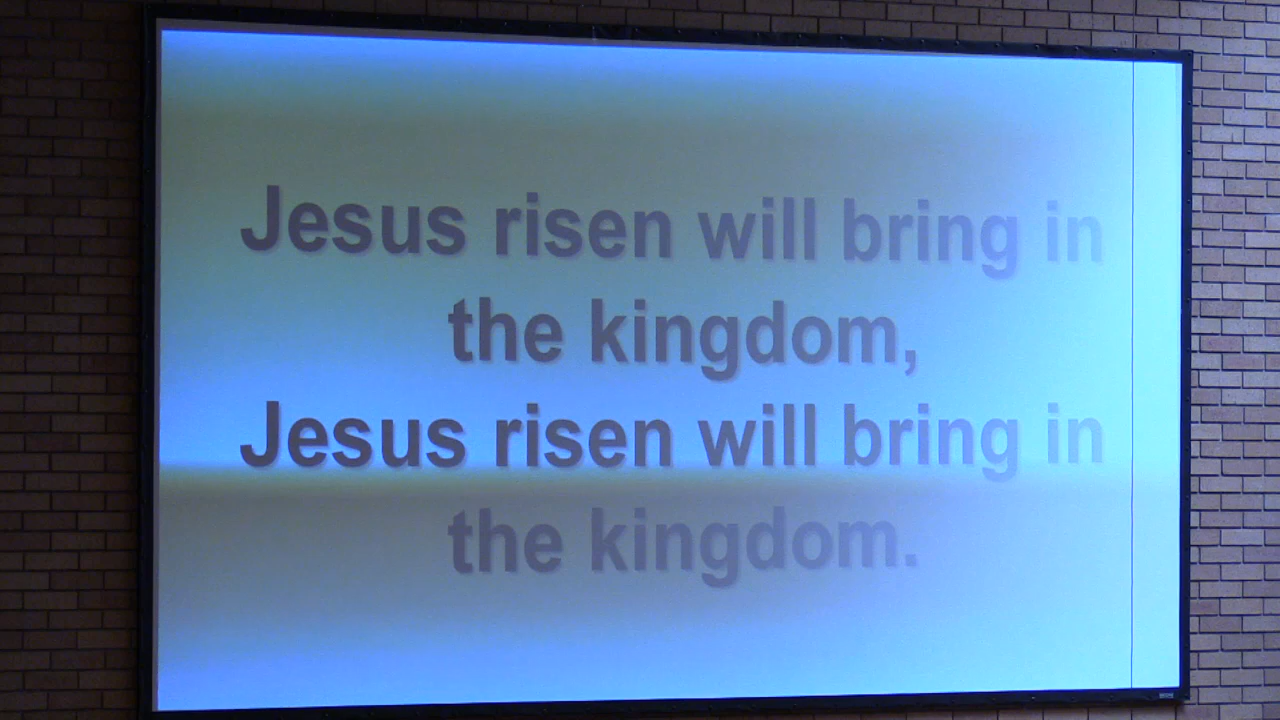 Jesus risen will bring in
the kingdom,
Jesus risen will bring in
the kingdom.